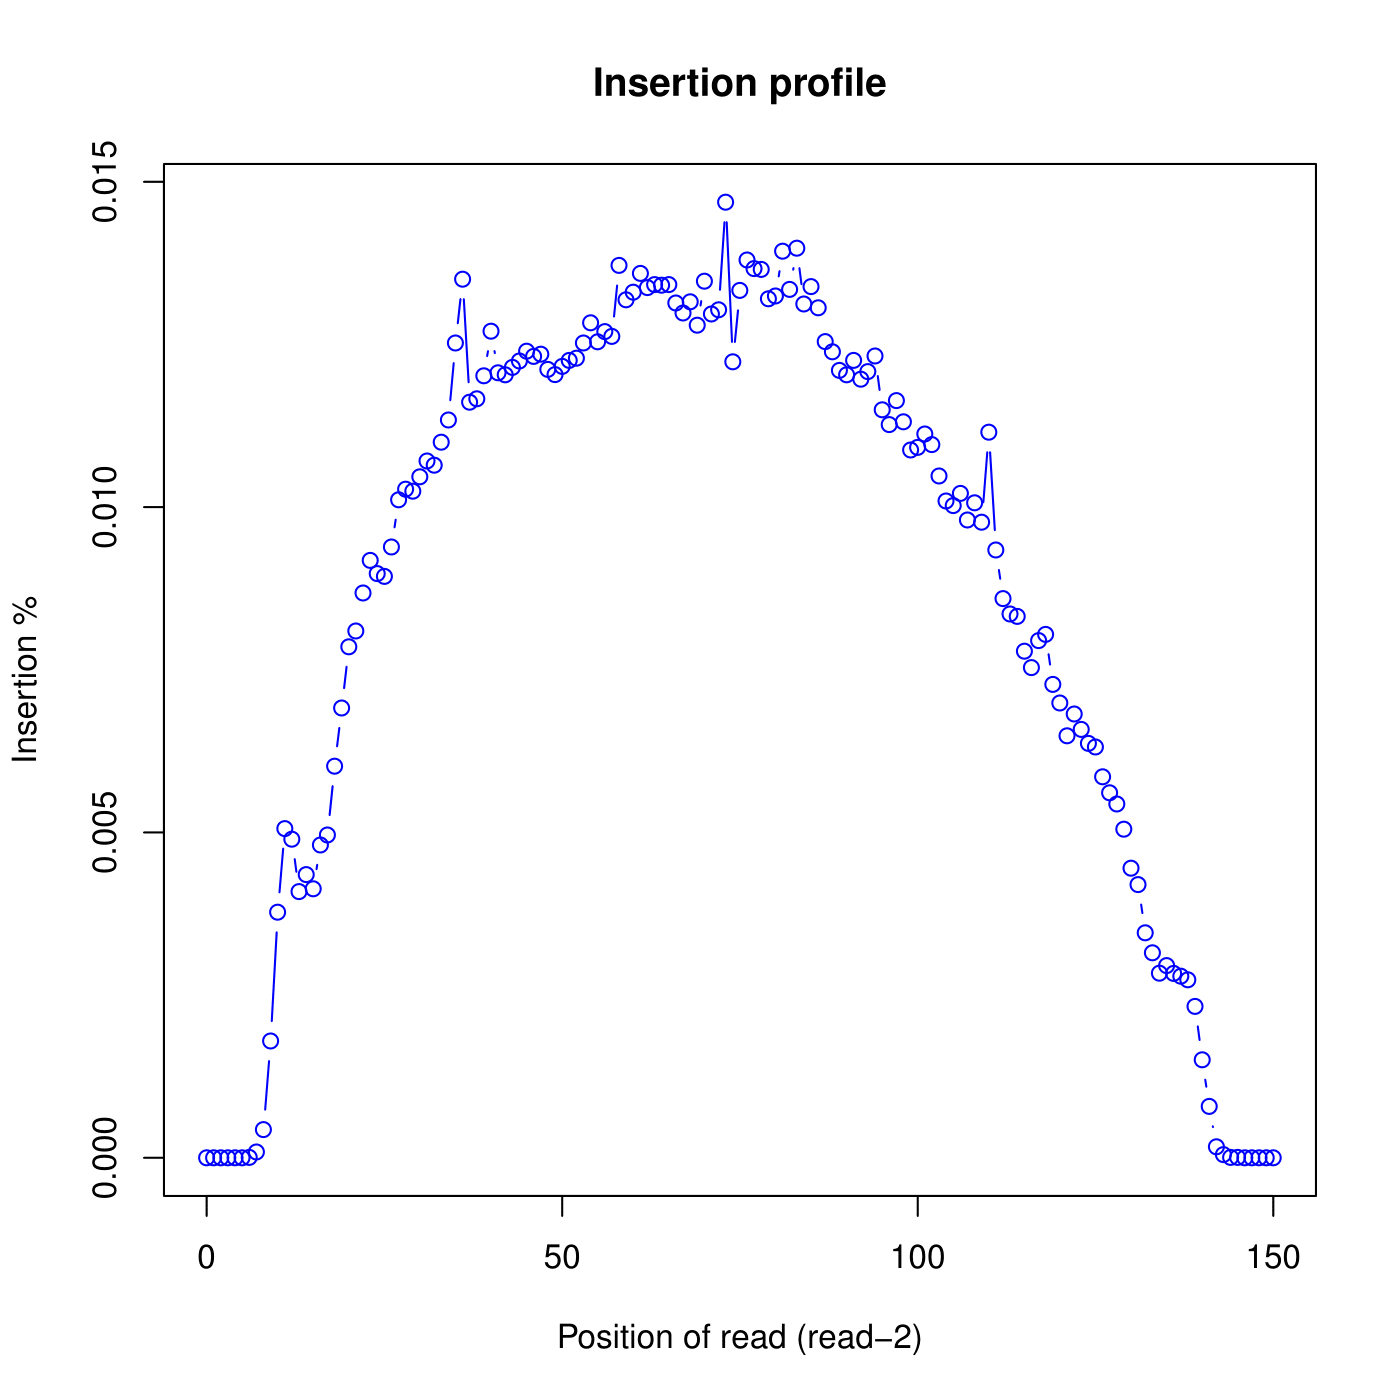 Insertion profile
Insertion %
0.015
0.010
0.005
0.000
0 50 100 150
Position of read (read−2)